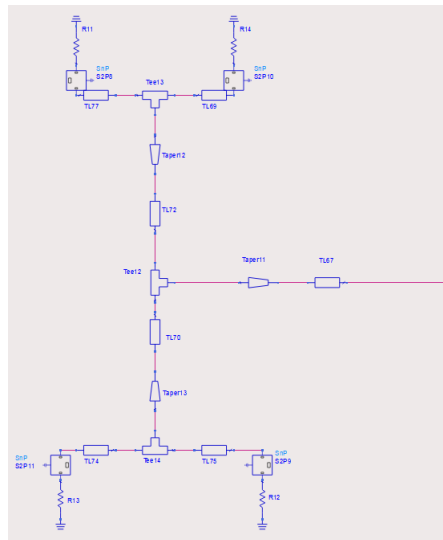 R11
R14
SnP
S2P8
Tee13
SnP
S2P10
TL77
TL69
Taper12
TL72
Taper11
TL67
Tee12
TL70
Taper13
SnP
S2P11
TL74
Tee14
TL75
SnP
S2P9
R13
R12